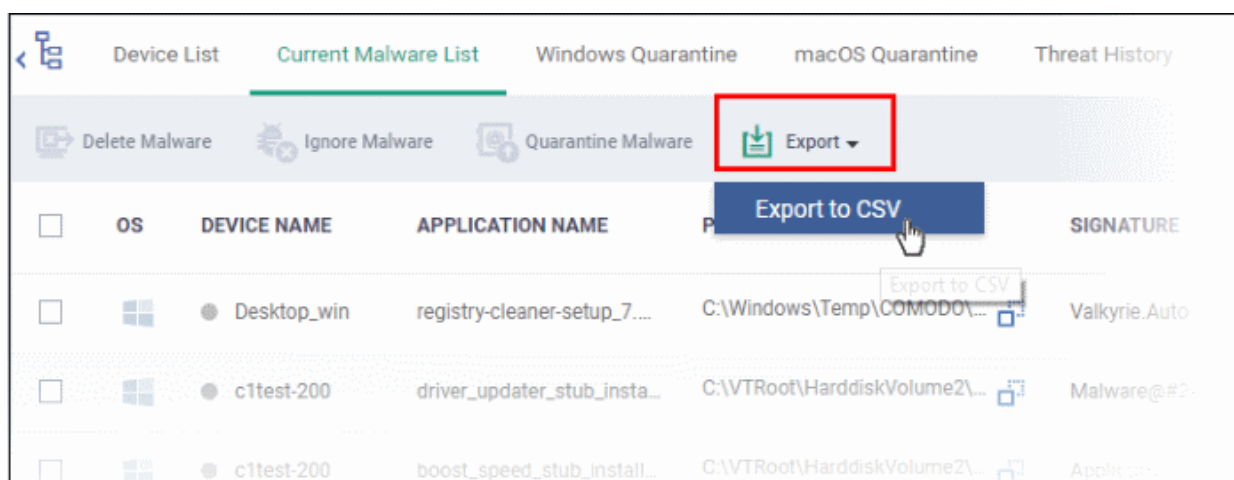 Device List Current Malware List Windows Quarantine macOS Quarantine Threat History
Delete Malware Ignore Malware Quarantine Malware Export
Export to CSV
OS DEVICE NAME APPLICATION NAME P SIGNATURE
Export to CSV
Desktop_win registry-cleaner-setup_7.... C:\Windows\Temp\COMODO\... Valkyrie.Auto
c1test-200 driver_updater_stub_insta... C:\VTRoot\HarddiskVolume2\... Malware@#2
c1test-200 boost_speed_stub_install... C:\VTRoot\HarddiskVolume2\...